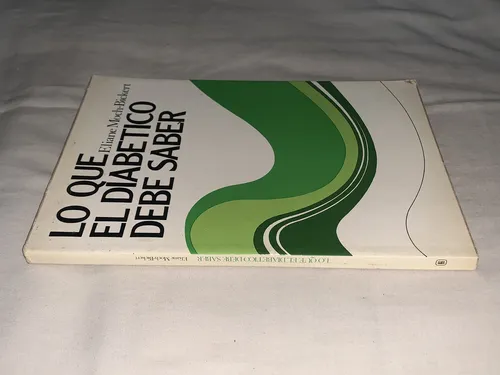 Eliane Moch-Bickert
LO QUE
EL DIABETICO
DEBE SABER
Eliane Moch-Bickert LO QUE EL DIABETICO DEBE SABER